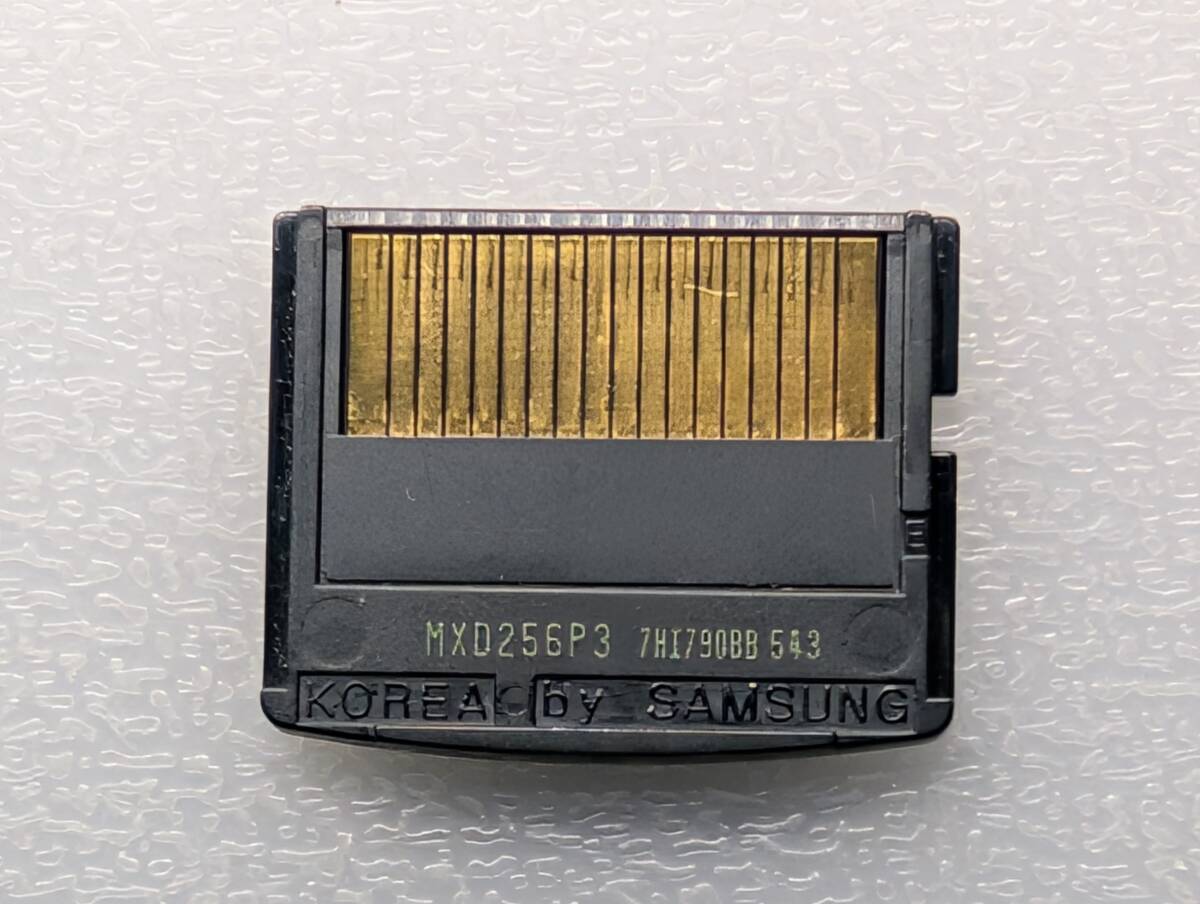 E
MXD256P3 7HI790BB 543
KOREA by SAMSUNG